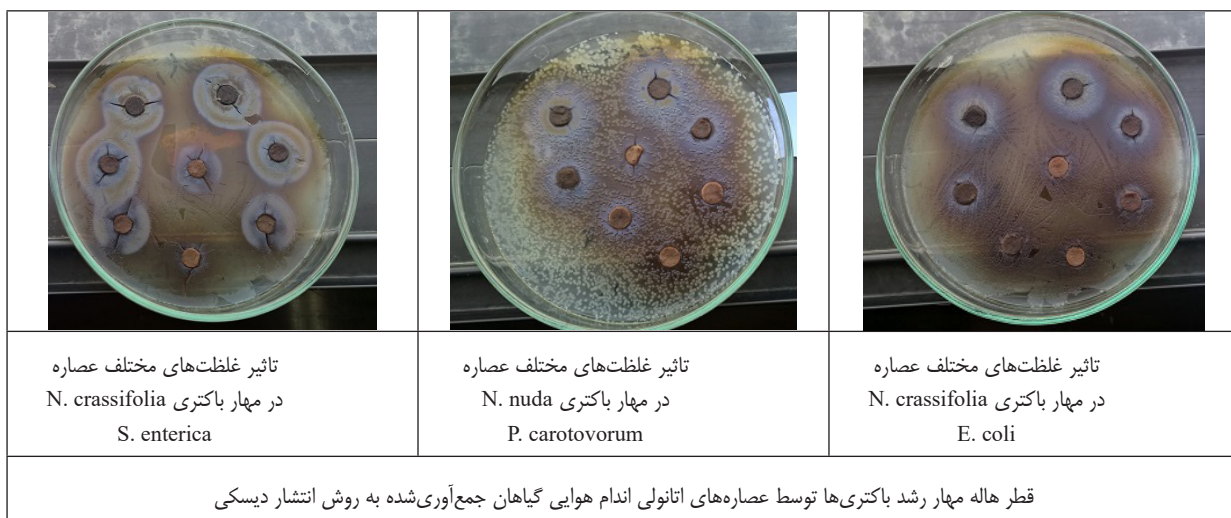 تاثیر غلظت‌های مختلف عصاره
N. crassifolia در مهار باکتری
E. coli
تاثیر غلظت‌های مختلف عصاره
N. nuda در مهار باکتری
P. carotovorum
تاثیر غلظت‌های مختلف عصاره
N. crassifolia در مهار باکتری
S. enterica
قطر هاله مهار رشد باکتری‌ها توسط عصاره‌های اتانولی اندام هوایی گیاهان جمع‌آوری‌شده به روش انتشار دیسکی